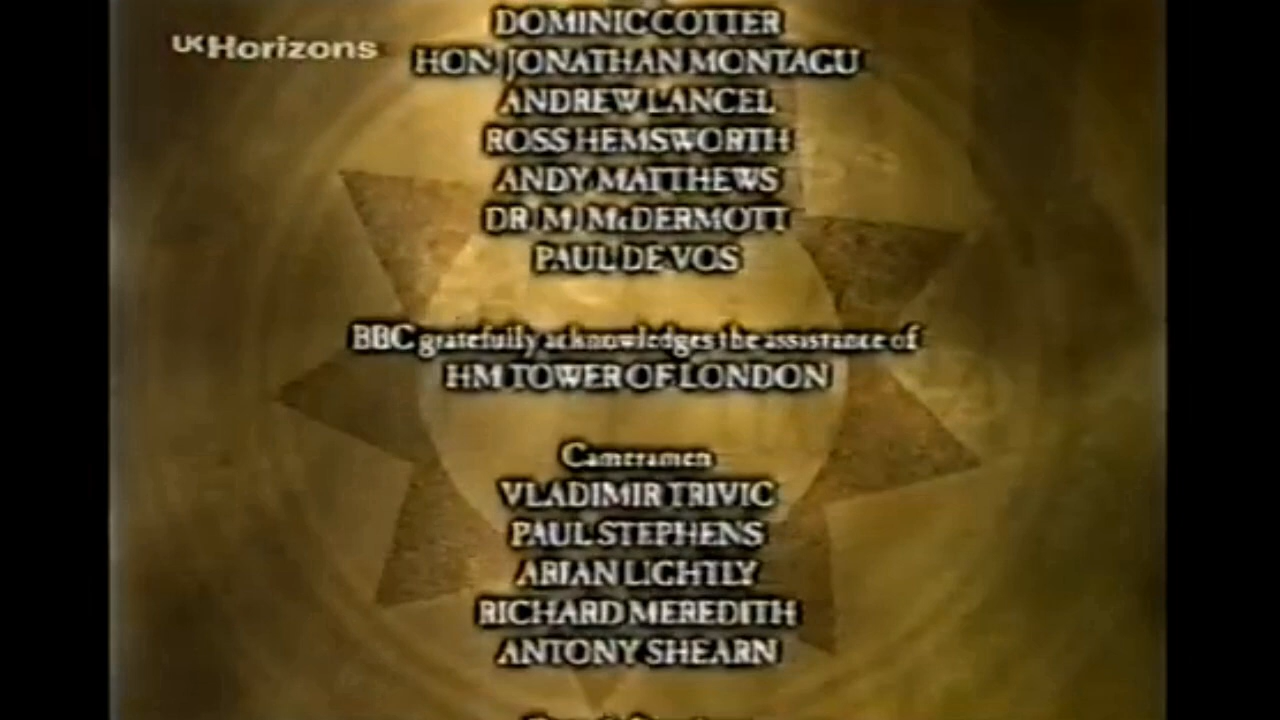 UK Horizons
DOMINIC COTTER
HON JONATHAN MONTAGU
ANDREW LANCEL
ROSS HEMSWORTH
ANDY MATTHEWS
DR. M. McDERMOTT
PAUL DE VOS
BBC gratefully acknowledges the assistance of
HM TOWER OF LONDON
Cameramen
VLADIMIR TRIVIC
PAUL STEPHENS
ARIAN LIGHTLY
RICHARD MEREDITH
ANTONY SHEARN